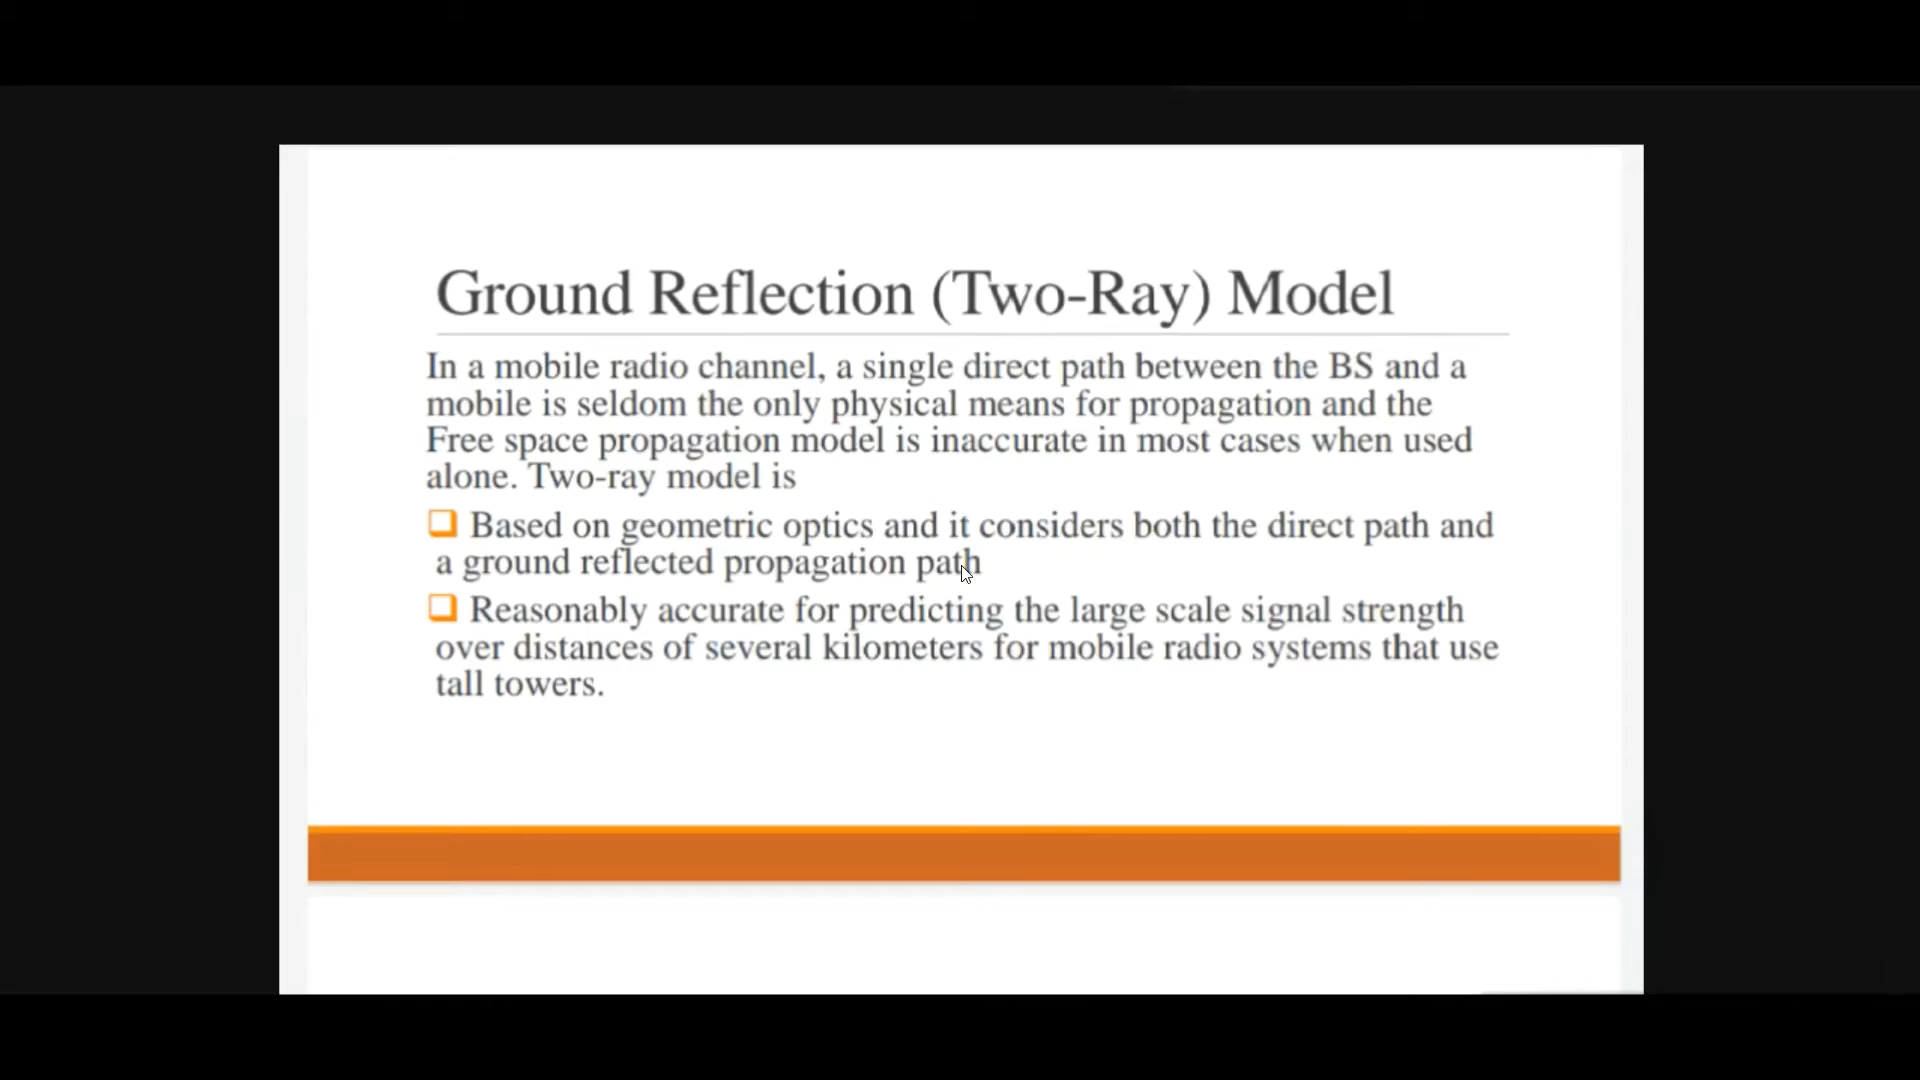 Ground Reflection (Two-Ray) Model
In a mobile radio channel, a single direct path between the BS and a
mobile is seldom the only physical means for propagation and the
Free space propagation model is inaccurate in most cases when used
alone. Two-ray model is
Based on geometric optics and it considers both the direct path and
a ground reflected propagation path
Reasonably accurate for predicting the large scale signal strength
over distances of several kilometers for mobile radio systems that use
tall towers.